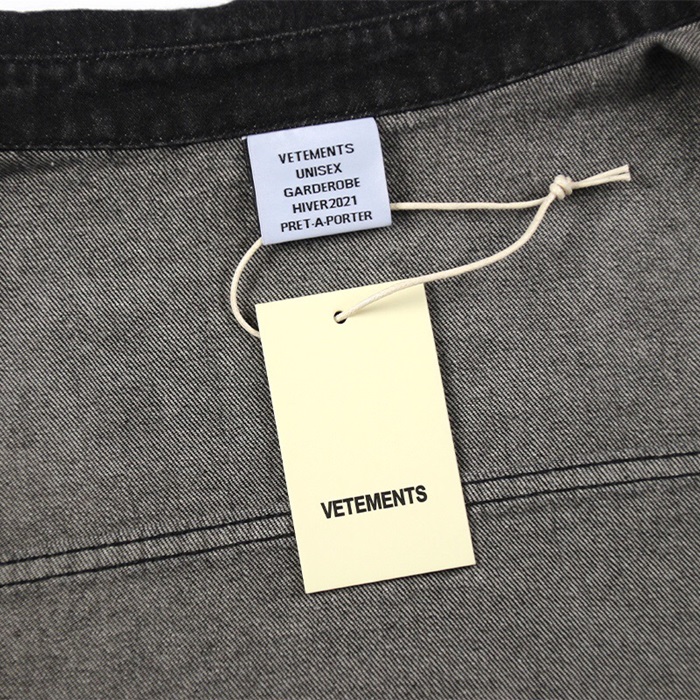 VETEMENTS
UNISEX
GARDEROBE
HIVER2021
PRET-A-PORTER
VETEMENTS